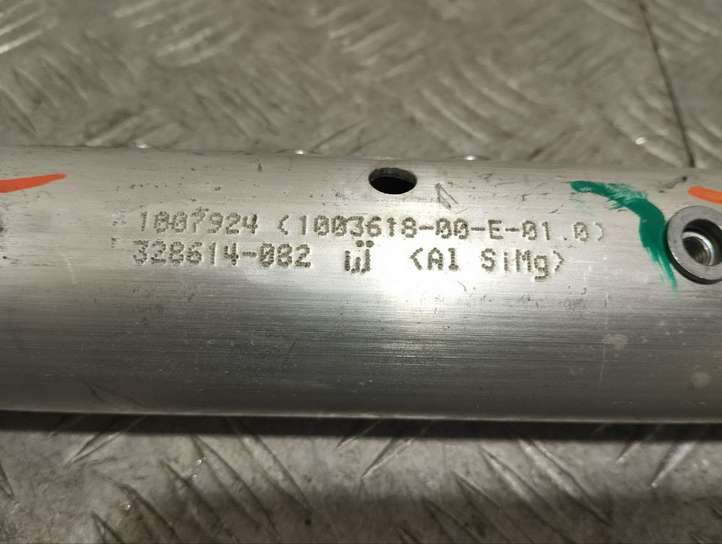 1007924 (1003618-00-E-01.0)
328614-082 <Al SiMg>